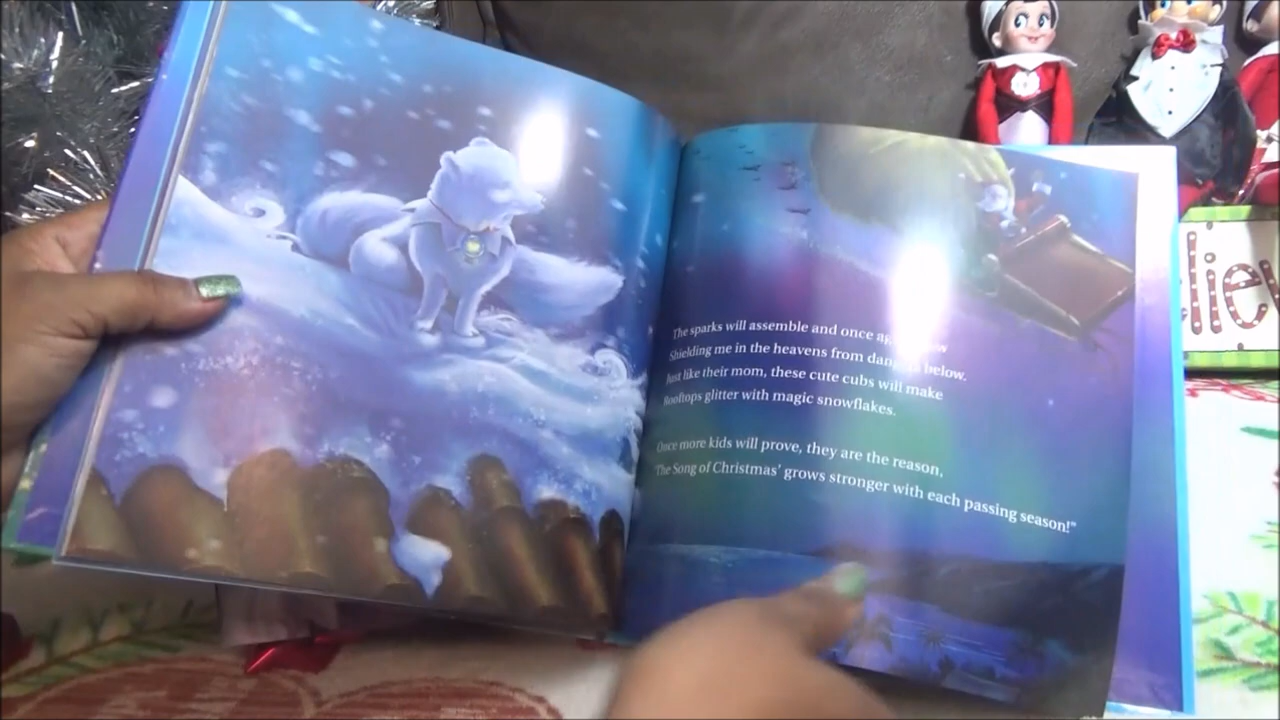 The sparks will assemble and once
Shielding me in the heavens from danger below.
Just like their mom, these cute cubs will make
Rooftops glitter with magic snowflakes.
Once more kids will prove, they are the reason,
'The Song of Christmas' grows stronger with each passing season!"
lie